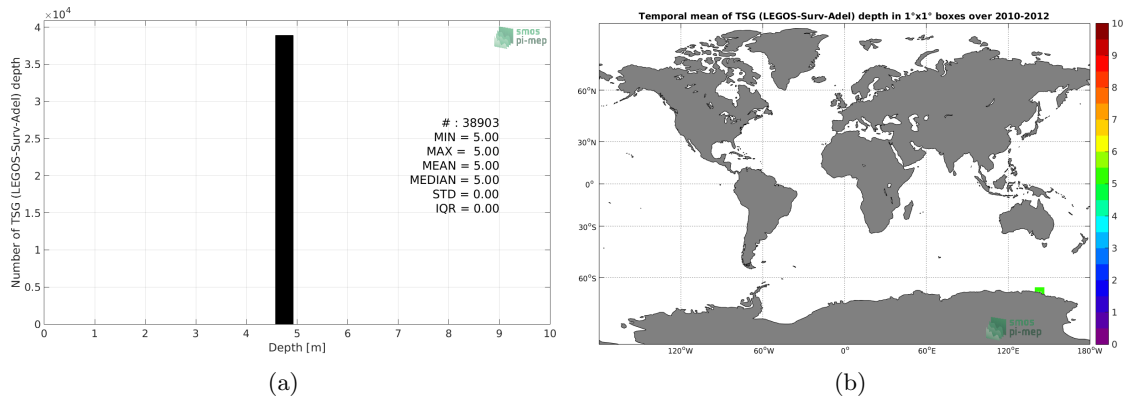 ×10⁴
4
3.5
3
2.5
2
1.5
1
0.5
0
0 1 2 3 4 5 6 7 8 9 10
Number of TSG (LEGOS-Surv-Adel) depth
Depth [m]
smos
pi-mep
# : 38903
MIN = 5.00
MAX = 5.00
MEAN = 5.00
MEDIAN = 5.00
STD = 0.00
IQR = 0.00
(a)
Temporal mean of TSG (LEGOS-Surv-Adel) depth in 1°x1° boxes over 2010-2012
60°N
30°N
0°
30°S
60°S
120°W 60°W 0° 60°E 120°E 180°W
smos
pi-mep
10
9
8
7
6
5
4
3
2
1
0
(b)